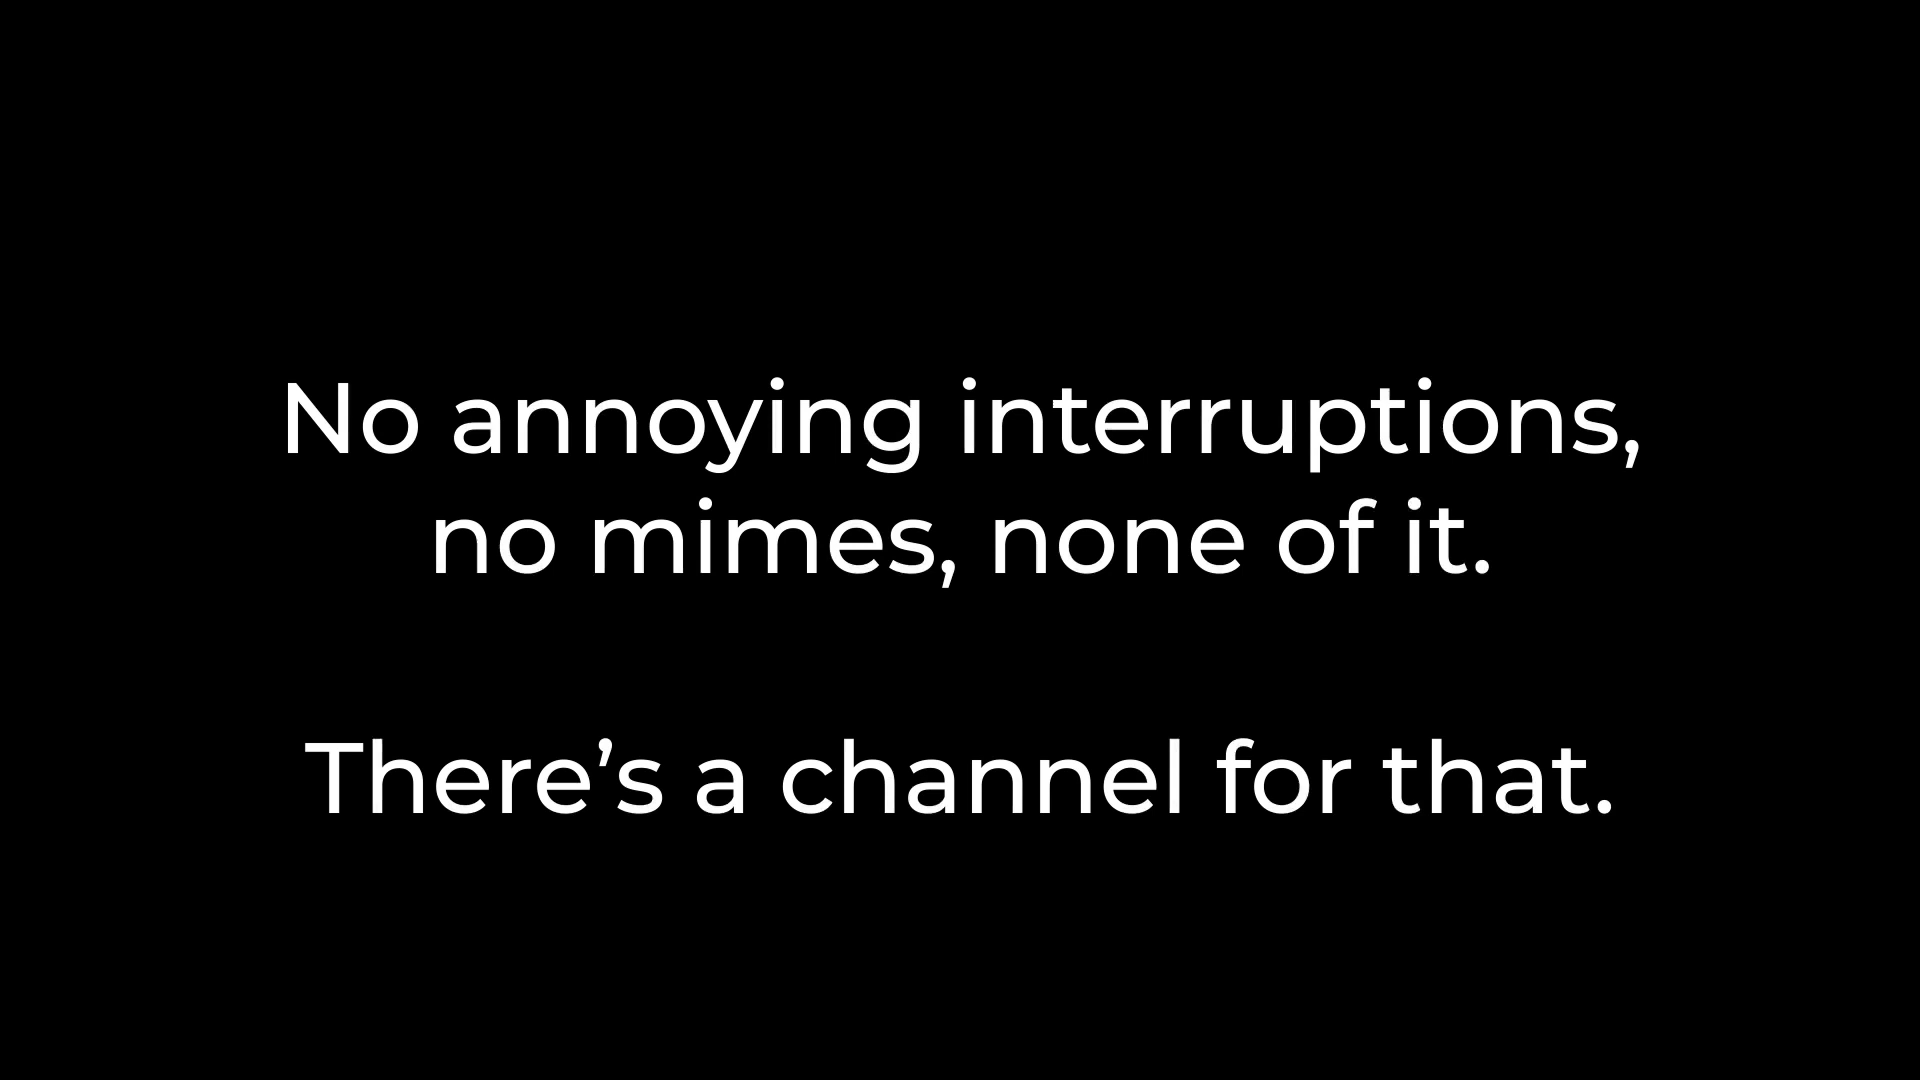 No annoying interruptions,
no mimes, none of it.
There’s a channel for that.